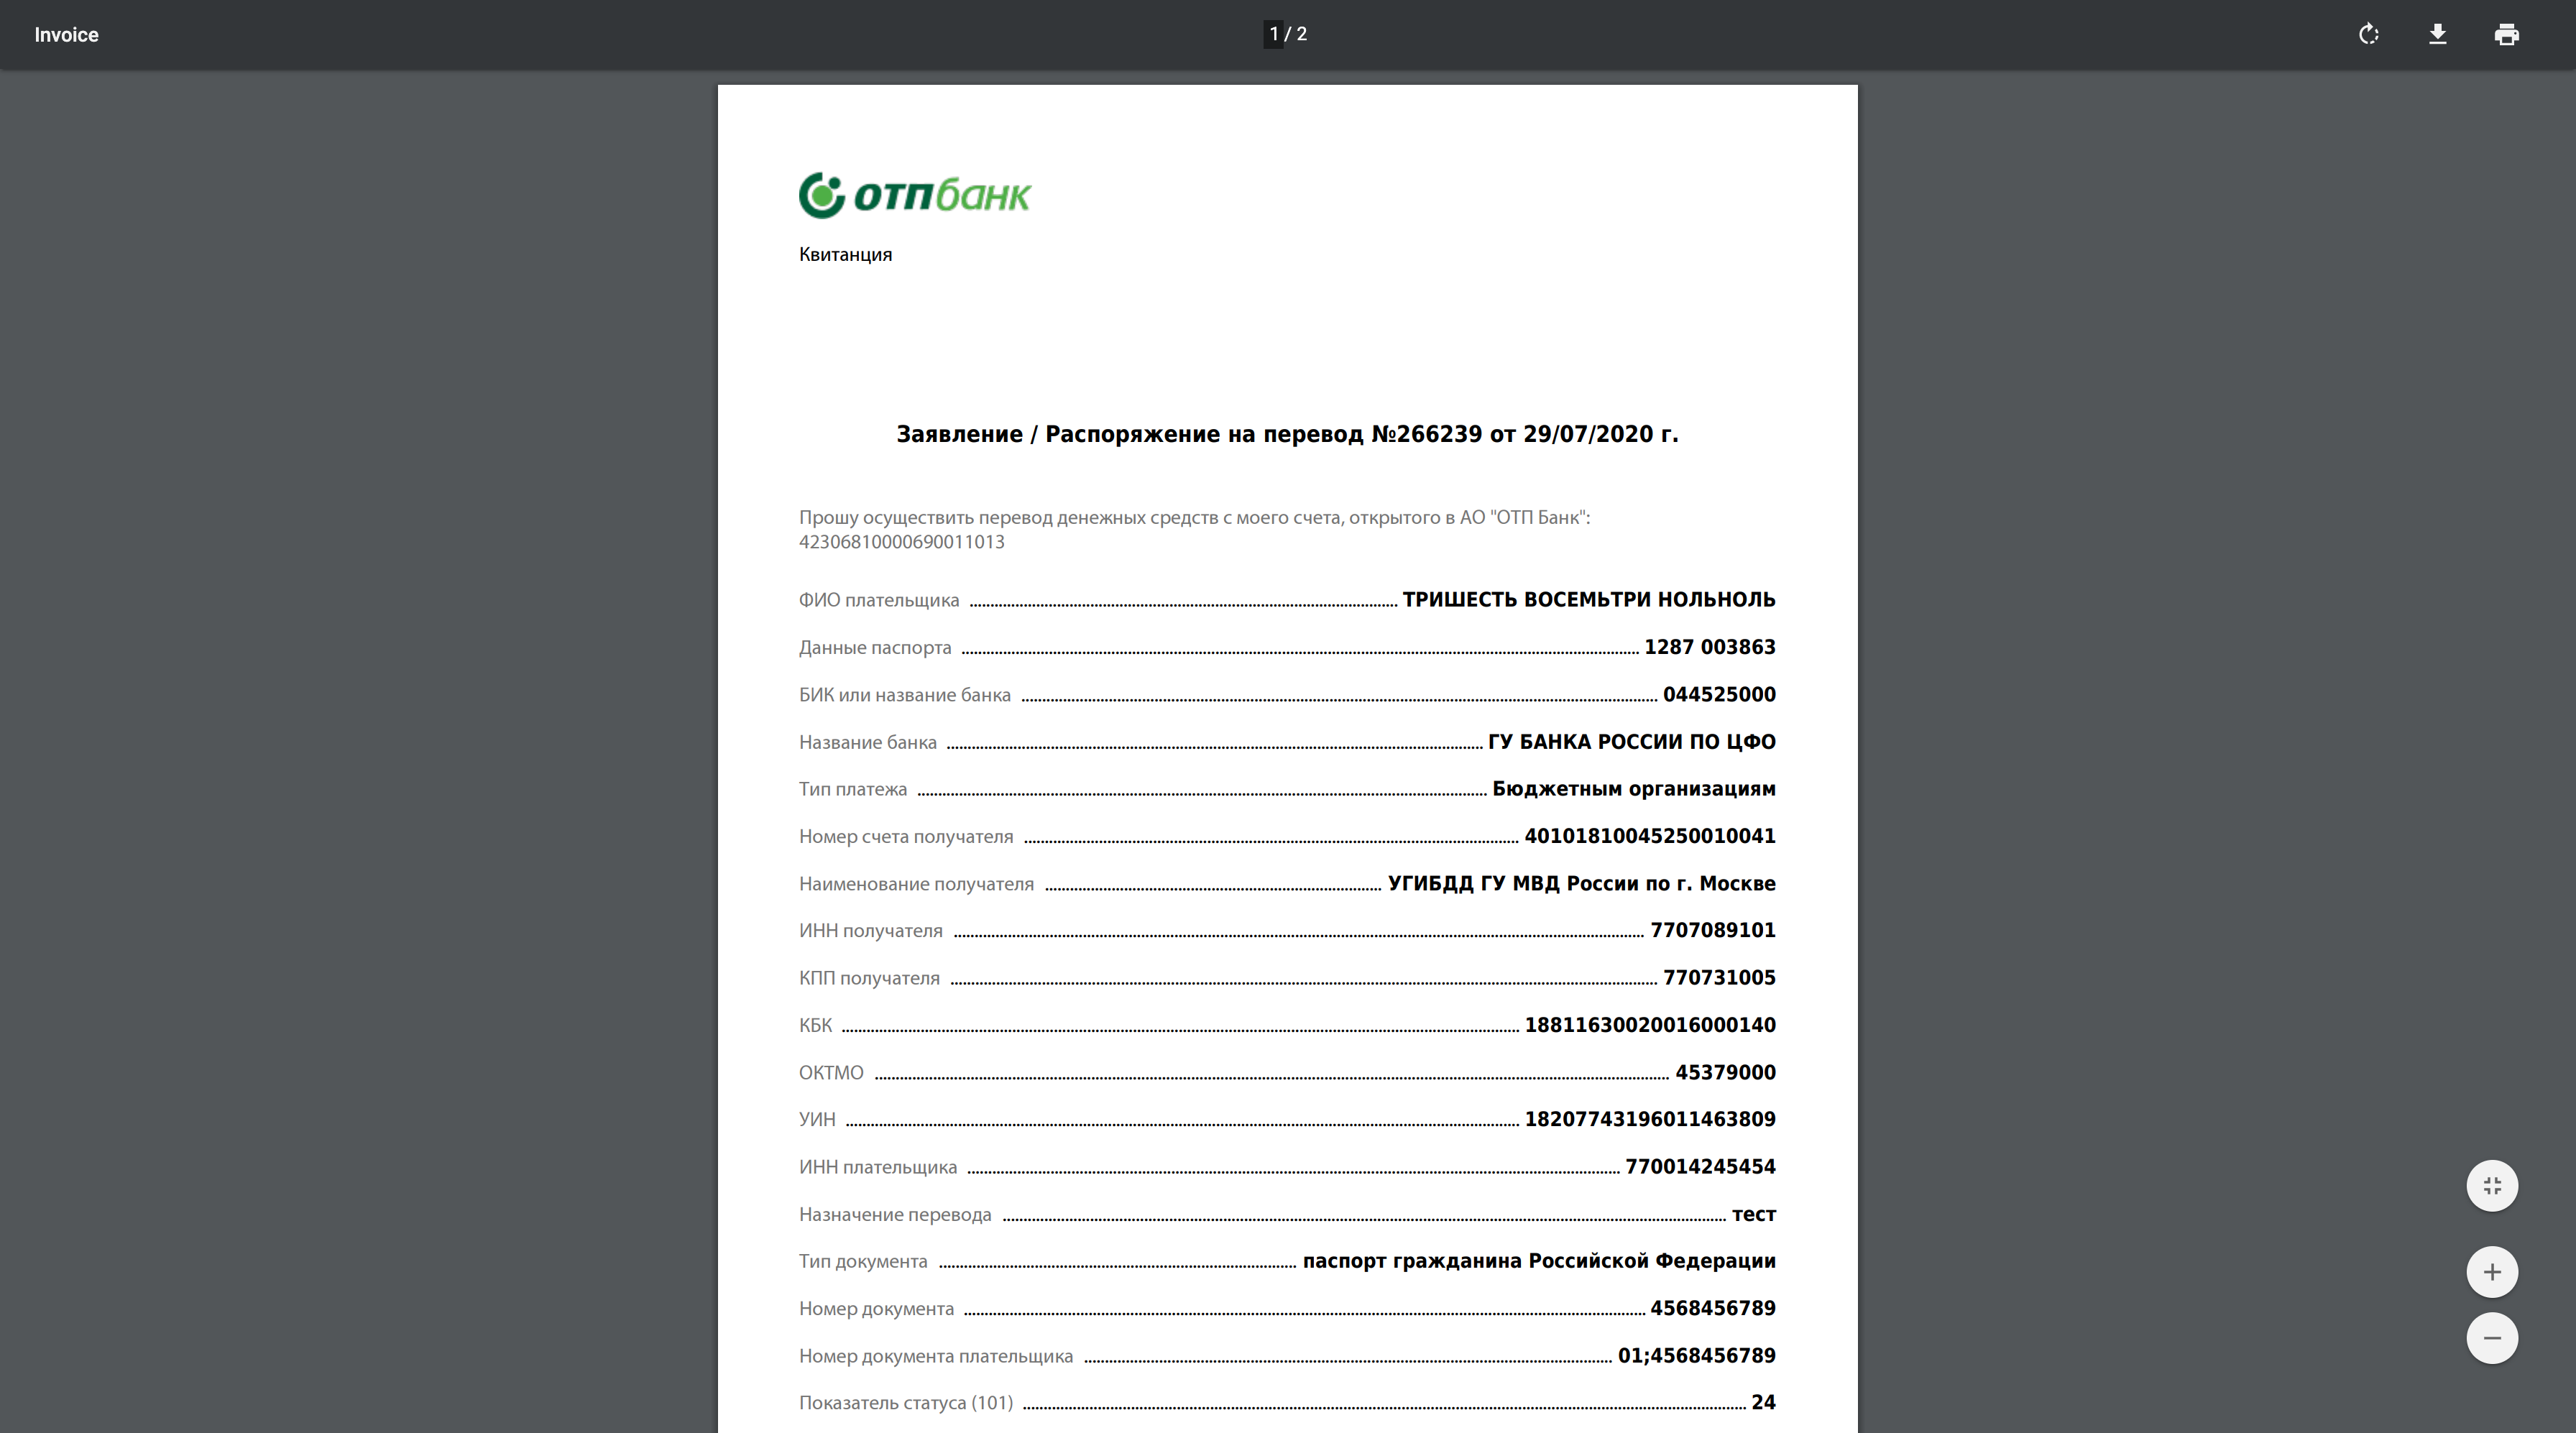 Invoice
1 / 2
отпбанк
Квитанция
Заявление / Распоряжение на перевод №266239 от 29/07/2020 г.
Прошу осуществить перевод денежных средств с моего счета, открытого в АО "ОТП Банк":
42306810000690011013
ФИО плательщика ТРИШЕСТЬ ВОСЕМЬТРИ НОЛЬНОЛЬ
Данные паспорта 1287 003863
БИК или название банка 044525000
Название банка ГУ БАНКА РОССИИ ПО ЦФО
Тип платежа Бюджетным организациям
Номер счета получателя 40101810045250010041
Наименование получателя УГИБДД ГУ МВД России по г. Москве
ИНН получателя 7707089101
КПП получателя 770731005
КБК 18811630020016000140
ОКТМО 45379000
УИН 18207743196011463809
ИНН плательщика 770014245454
Назначение перевода тест
Тип документа паспорт гражданина Российской Федерации
Номер документа 4568456789
Номер документа плательщика 01;4568456789
Показатель статуса (101) 24